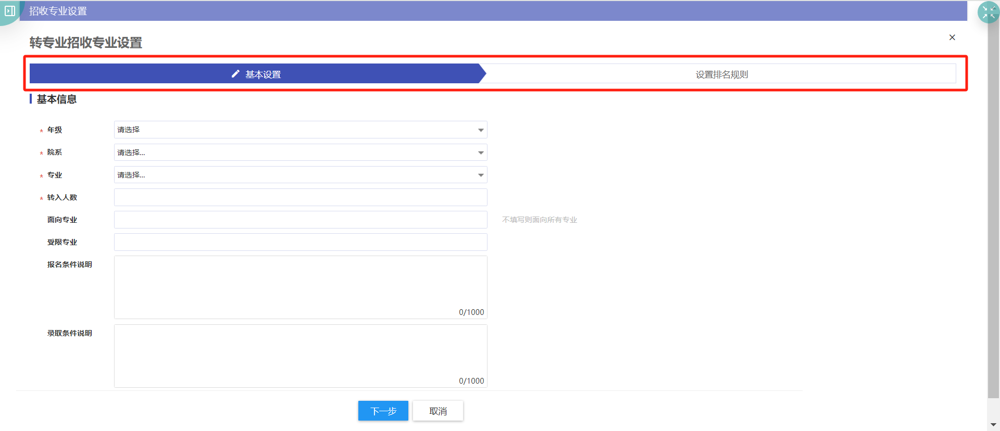 招收专业设置
转专业招收专业设置
基本设置
设置排名规则
基本信息
* 年级
请选择
* 院系
请选择...
* 专业
请选择...
* 转入人数
面向专业
不填写则面向所有专业
受限专业
报名条件说明
0/1000
录取条件说明
0/1000
下一步
取消